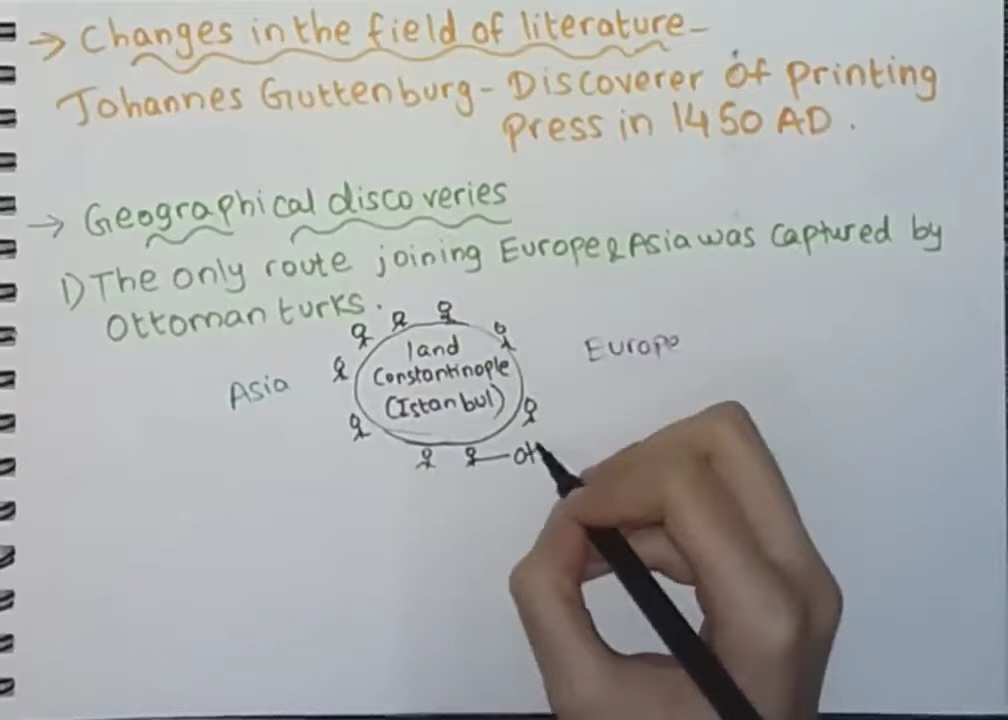 → Changes in the field of literature-
Johannes Guttenburg - Discoverer of printing
press in 1450 AD.
→ Geographical discoveries
1) The only route joining Europe & Asia was captured by
Ottoman turks.
Asia
land
Constantinople
(Istanbul)
Europe
ot